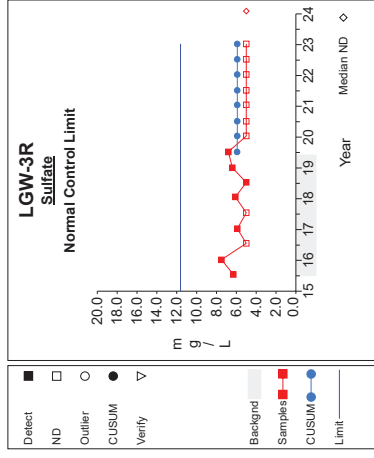 LGW-3R
Sulfate
Normal Control Limit
20.0
18.0
16.0
14.0
12.0
10.0
8.0
6.0
4.0
2.0
0.0
m
g /
L
15 16 17 18 19 20 21 22 23 24
Year
Median ND
Detect
ND
Outlier
CUSUM
Verify
Backgnd
Samples
CUSUM
Limit